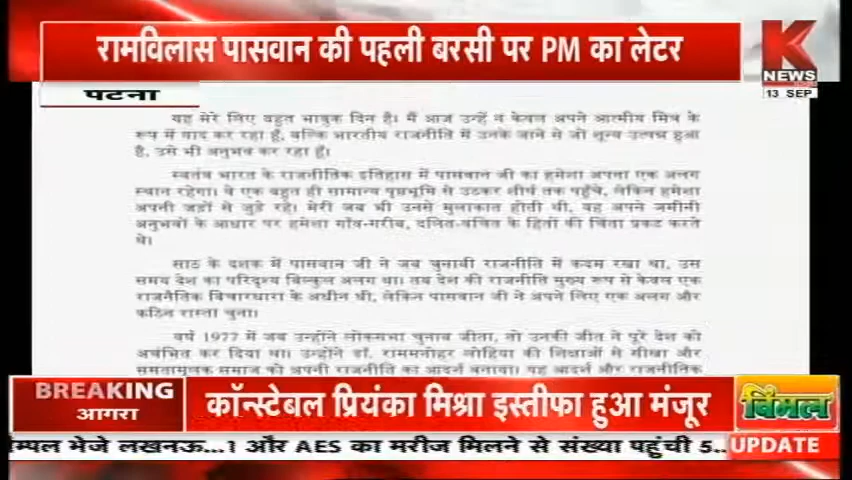 रामविलास पासवान की पहली बरसी पर PM का लेटर
K
NEWS
13 SEP
पटना
यह मेरे लिए बहुत भावुक दिन है। मैं आज उन्हें न केवल अपने आत्मीय मित्र के
रूप में याद कर रहा हूँ, बल्कि भारतीय राजनीति में उनके जाने से जो शून्य उत्पन्न हुआ
है, उसे भी अनुभव कर रहा हूँ।
स्वतंत्र भारत के राजनीतिक इतिहास में पासवान जी का हमेशा अपना एक अलग
स्थान रहेगा। वे एक बहुत ही सामान्य पृष्ठभूमि से उठकर शीर्ष तक पहुँचे, लेकिन हमेशा
अपनी जड़ों से जुड़े रहे। मेरी जब भी उनसे मुलाकात होती थी, वह अपने जमीनी
अनुभवों के आधार पर हमेशा गाँव-गरीब, दलित-वंचित के हितों की चिंता प्रकट करते
थे।
साठ के दशक में पासवान जी ने जब चुनावी राजनीति में कदम रखा था, उस
समय देश का परिदृश्य बिल्कुल अलग था। तब देश की राजनीति मुख्य रूप से केवल एक
राजनैतिक विचारधारा के अधीन थी, लेकिन पासवान जी ने अपने लिए एक अलग और
कठिन रास्ता चुना।
वर्ष 1977 में जब उन्होंने लोकसभा चुनाव जीता, तो उनकी जीत ने पूरे देश को
अचंभित कर दिया था। उन्होंने डॉ. राममनोहर लोहिया की शिक्षाओं से सीखा और
समतामूलक समाज को अपनी राजनीति का आदर्श बनाया। यह आदर्श और राजनीतिक
BREAKING
आगरा
कॉन्स्टेबल प्रियंका मिश्रा इस्तीफा हुआ मंजूर
विमल
म्पल भेजे लखनऊ...1 और AES का मरीज मिलने से संख्या पहुंची 5..
UPDATE